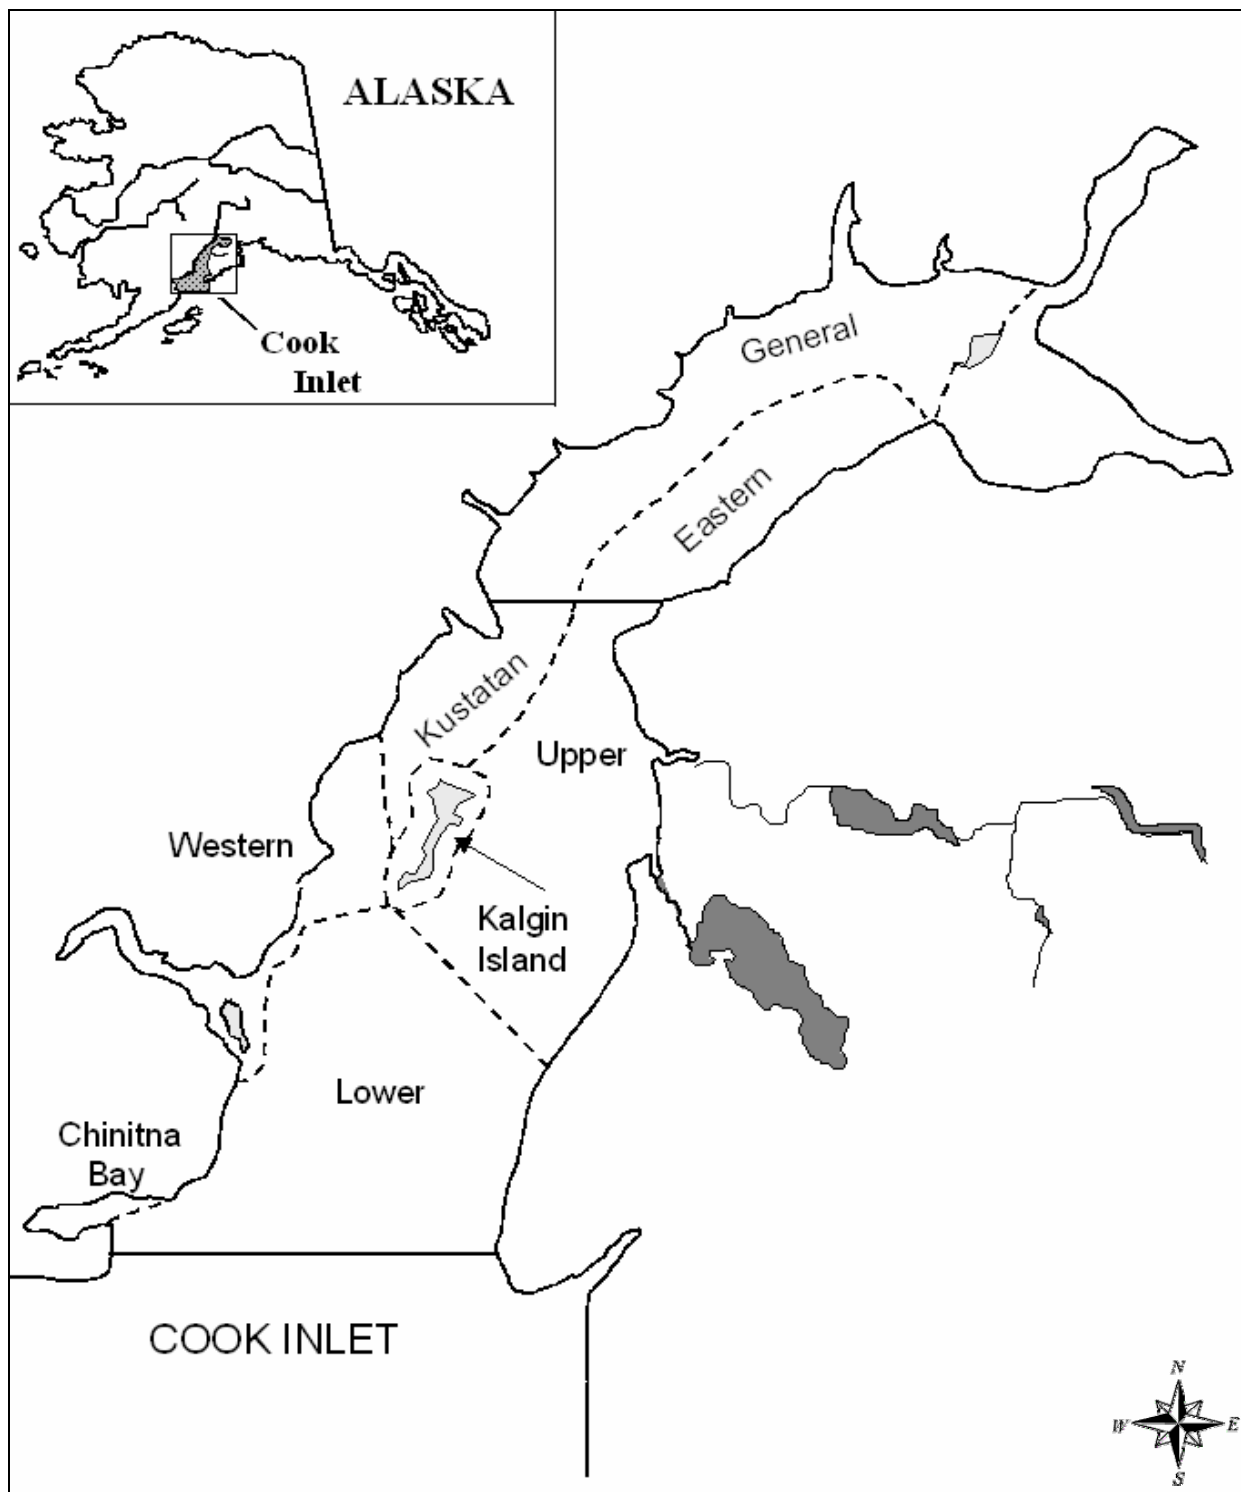 ALASKA
Cook
Inlet
General
Eastern
Kustatan
Upper
Western
Kalgin
Island
Lower
Chinitna
Bay
COOK INLET
N
W
E
S